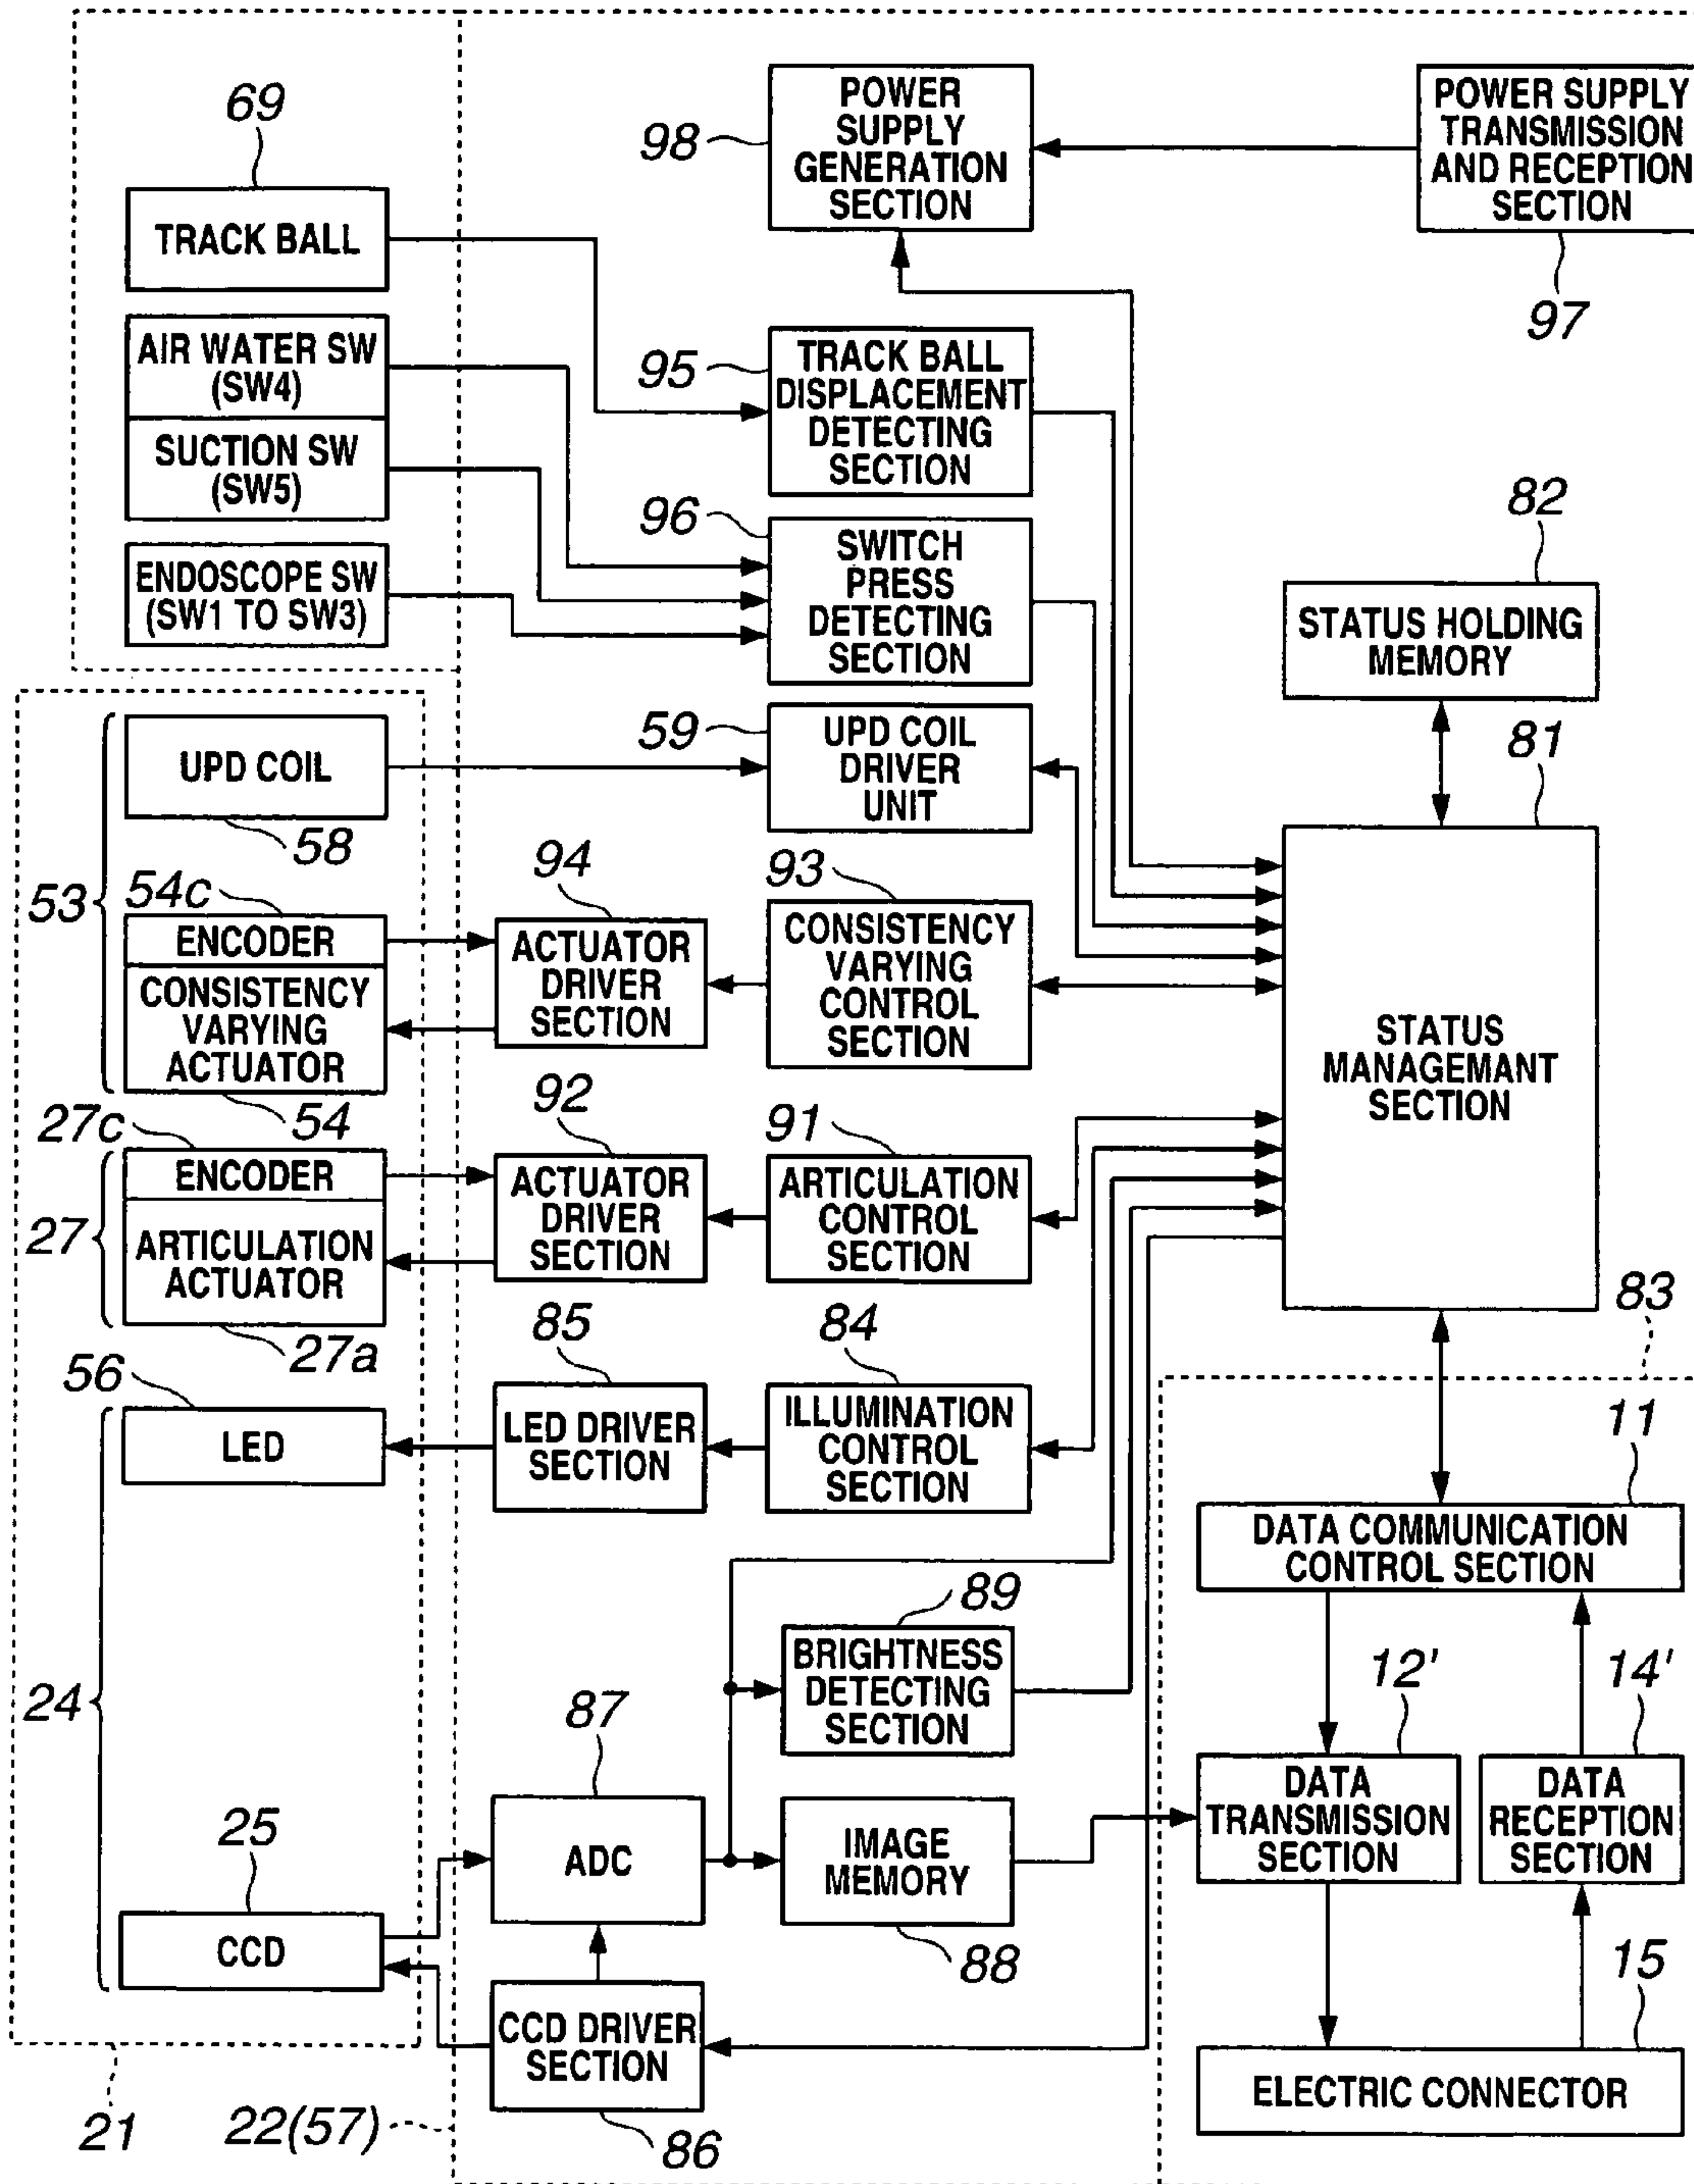 69
TRACK BALL
AIR WATER SW
(SW4)
SUCTION SW
(SW5)
ENDOSCOPE SW
(SW1 TO SW3)
98
POWER
SUPPLY
GENERATION
SECTION
POWER SUPPLY
TRANSMISSION
AND RECEPTION
SECTION
97
95
TRACK BALL
DISPLACEMENT
DETECTING
SECTION
96
SWITCH
PRESS
DETECTING
SECTION
82
STATUS HOLDING
MEMORY
81
STATUS
MANAGEMANT
SECTION
53
UPD COIL
58
59
UPD COIL
DRIVER
UNIT
54c
ENCODER
CONSISTENCY
VARYING
ACTUATOR
54
94
ACTUATOR
DRIVER
SECTION
93
CONSISTENCY
VARYING
CONTROL
SECTION
27c
27
ENCODER
ARTICULATION
ACTUATOR
27a
92
ACTUATOR
DRIVER
SECTION
91
ARTICULATION
CONTROL
SECTION
56
LED
85
LED DRIVER
SECTION
84
ILLUMINATION
CONTROL
SECTION
24
83
11
DATA COMMUNICATION
CONTROL SECTION
89
BRIGHTNESS
DETECTING
SECTION
87
ADC
IMAGE
MEMORY
88
12'
DATA
TRANSMISSION
SECTION
14'
DATA
RECEPTION
SECTION
25
CCD
CCD DRIVER
SECTION
86
15
ELECTRIC CONNECTOR
21
22(57)